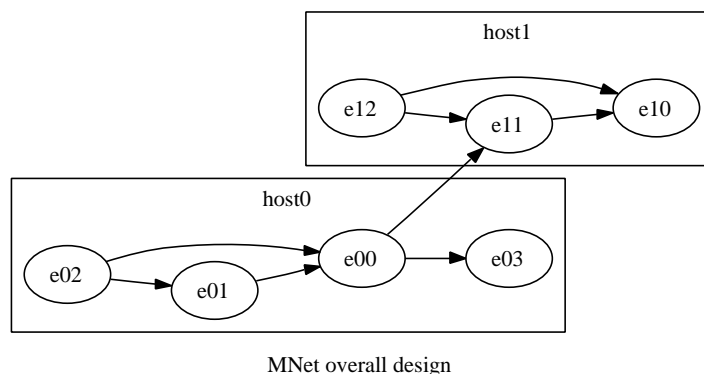 host1
e12
e11
e10
host0
e02
e01
e00
e03
MNet overall design